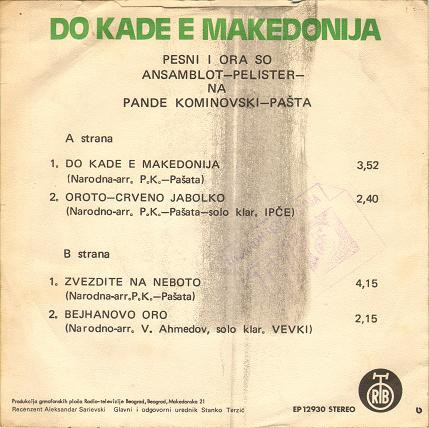 DO KADE E MAKEDONIJA
PESNI I ORA SO
ANSAMBLOT—PELISTER—
NA
PANDE KOMINOVSKI—PAŠTA
A strana
1. DO KADE E MAKEDONIJA 3,52
(Narodna—arr. P.K.—Pašata)
2. OROTO—CRVENO JABOLKO 2,40
(Narodno—arr. P.K.—Pašata—solo klar. IPČE)
B strana
1. ZVEZDITE NA NEBOTO 4,15
(Narodna—arr.P.K.—Pašata)
2. BEJHANOVO ORO 2,15
(Narodno—arr. V. Ahmedov, solo klar. VEVKI)
Produkcija gramofonskih ploča Radio—televizije Beograd, Beograd, Makedonska 21
Recenzent Aleksandar Sarievski Glavni i odgovorni urednik Stanko Terzić
EP 12930 STEREO
RTB